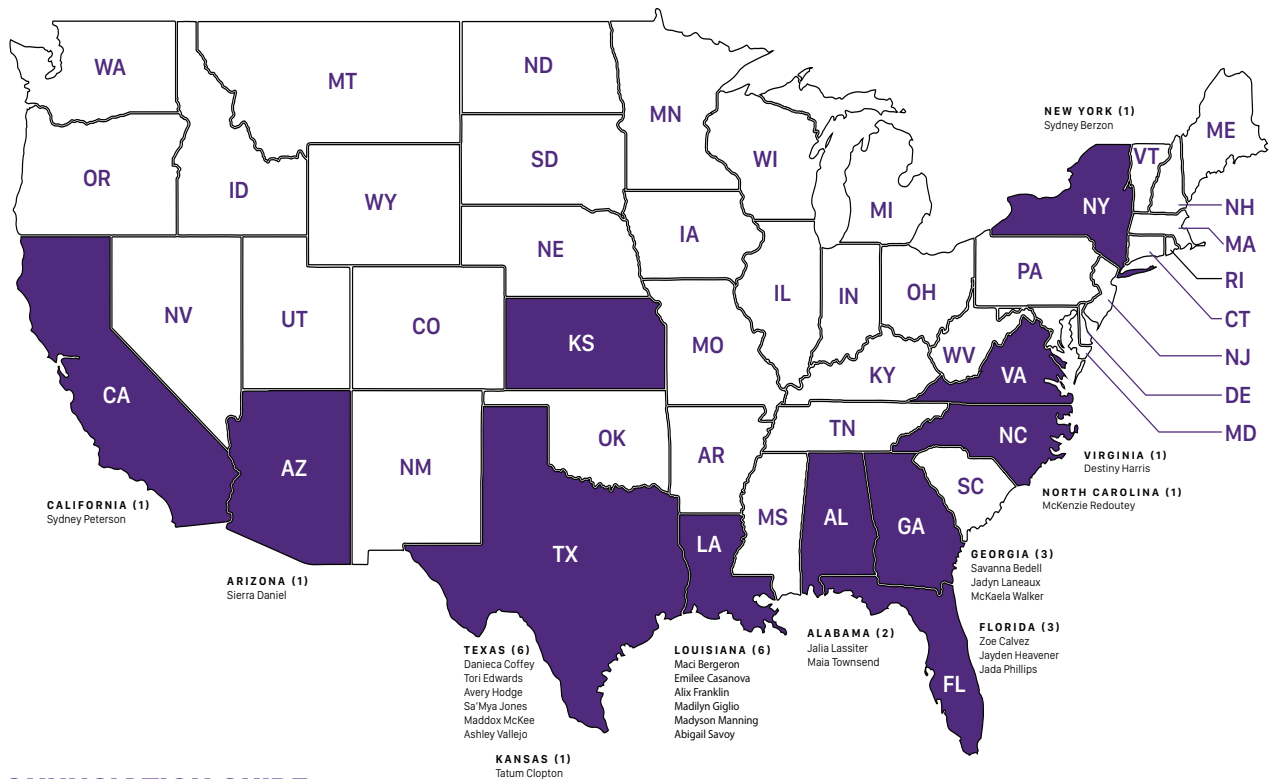 WA
MT
ND
MN
OR
ID
WY
SD
WI
MI
NEW YORK (1)
Sydney Berzon
ME
VT
NY
NH
MA
RI
CT
NJ
DE
MD
NE
IA
PA
NV
UT
CO
KS
MO
IL
IN
OH
WV
KY
VA
CA
AZ
NM
OK
AR
TN
NC
SC
TX
LA
MS
AL
GA
FL
VIRGINIA (1)
Destiny Harris
NORTH CAROLINA (1)
McKenzie Redoutey
CALIFORNIA (1)
Sydney Peterson
ARIZONA (1)
Sierra Daniel
GEORGIA (3)
Savanna Bedell
Jadyn Laneaux
McKaela Walker
FLORIDA (3)
Zoe Calvez
Jayden Heavener
Jada Phillips
ALABAMA (2)
Jalia Lassiter
Maia Townsend
TEXAS (6)
Danieca Coffey
Tori Edwards
Avery Hodge
Sa'Mya Jones
Maddox McKee
Ashley Vallejo
LOUISIANA (6)
Maci Bergeron
Emilee Casanova
Alix Franklin
Madilyn Giglio
Madyson Manning
Abigail Savoy
KANSAS (1)
Tatum Clopton